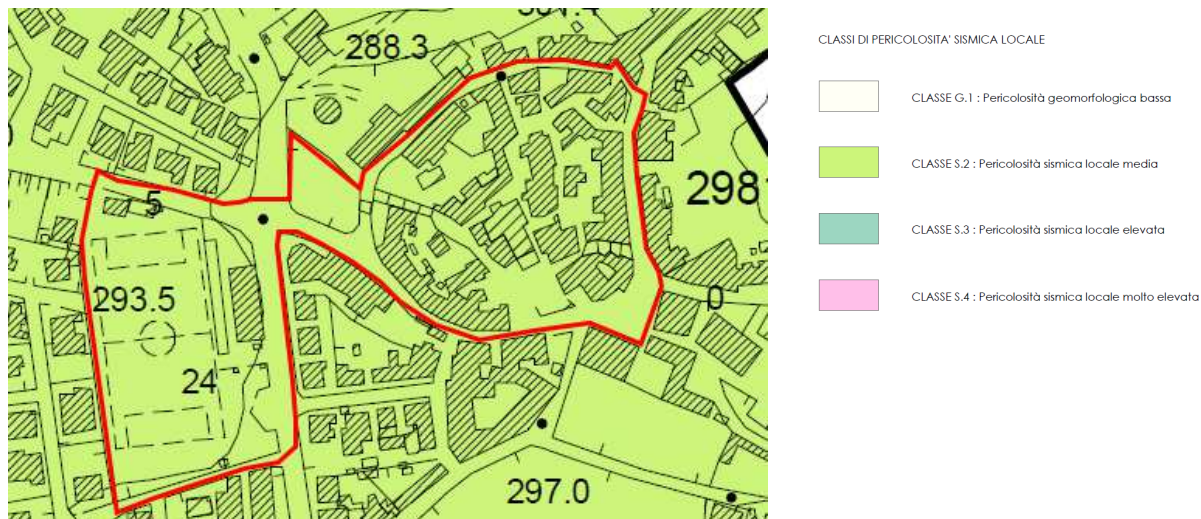 288.3
298
5
293.5
0
24
297.0
CLASSI DI PERICOLOSITA' SISMICA LOCALE
CLASSE G.1 : Pericolosità geomorfologica bassa
CLASSE S.2 : Pericolosità sismica locale media
CLASSE S.3 : Pericolosità sismica locale elevata
CLASSE S.4 : Pericolosità sismica locale molto elevata